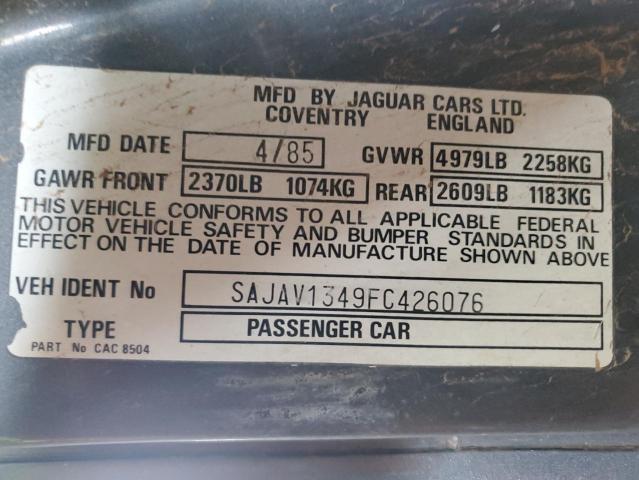 MFD BY JAGUAR CARS LTD.
COVENTRY ENGLAND
MFD DATE 4/85 GVWR 4979LB 2258KG
GAWR FRONT 2370LB 1074KG REAR 2609LB 1183KG
THIS VEHICLE CONFORMS TO ALL APPLICABLE FEDERAL
MOTOR VEHICLE SAFETY AND BUMPER STANDARDS IN
EFFECT ON THE DATE OF MANUFACTURE SHOWN ABOVE
VEH IDENT No SAJAV1349FC426076
TYPE PASSENGER CAR
PART No CAC 8504